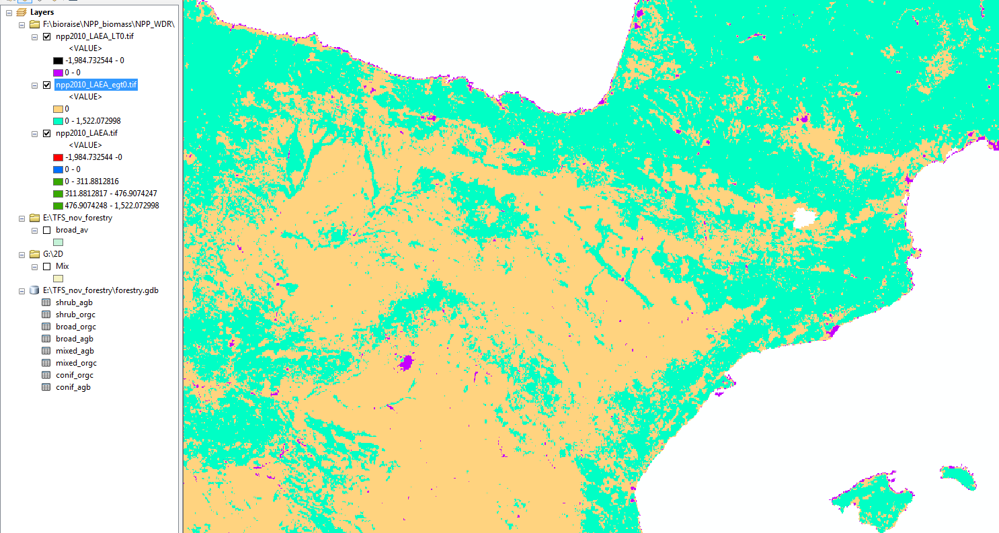 Layers
F:\bioraise\NPP_biomass\NPP_WDR\
npp2010_LAEA_LT0.tif
<VALUE>
-1,984.732544 - 0
0 - 0
npp2010_LAEA_egt0.tif
<VALUE>
0
0 - 1,522.072998
npp2010_LAEA.tif
<VALUE>
-1,984.732544 -0
0 - 0
0 - 311.8812816
311.8812817 - 476.9074247
476.9074248 - 1,522.072998
E:\TFS_nov_forestry
broad_av
G:\2D
Mix
E:\TFS_nov_forestry\forestry.gdb
shrub_agb
shrub_orgc
broad_orgc
broad_agb
mixed_agb
mixed_orgc
conif_orgc
conif_agb